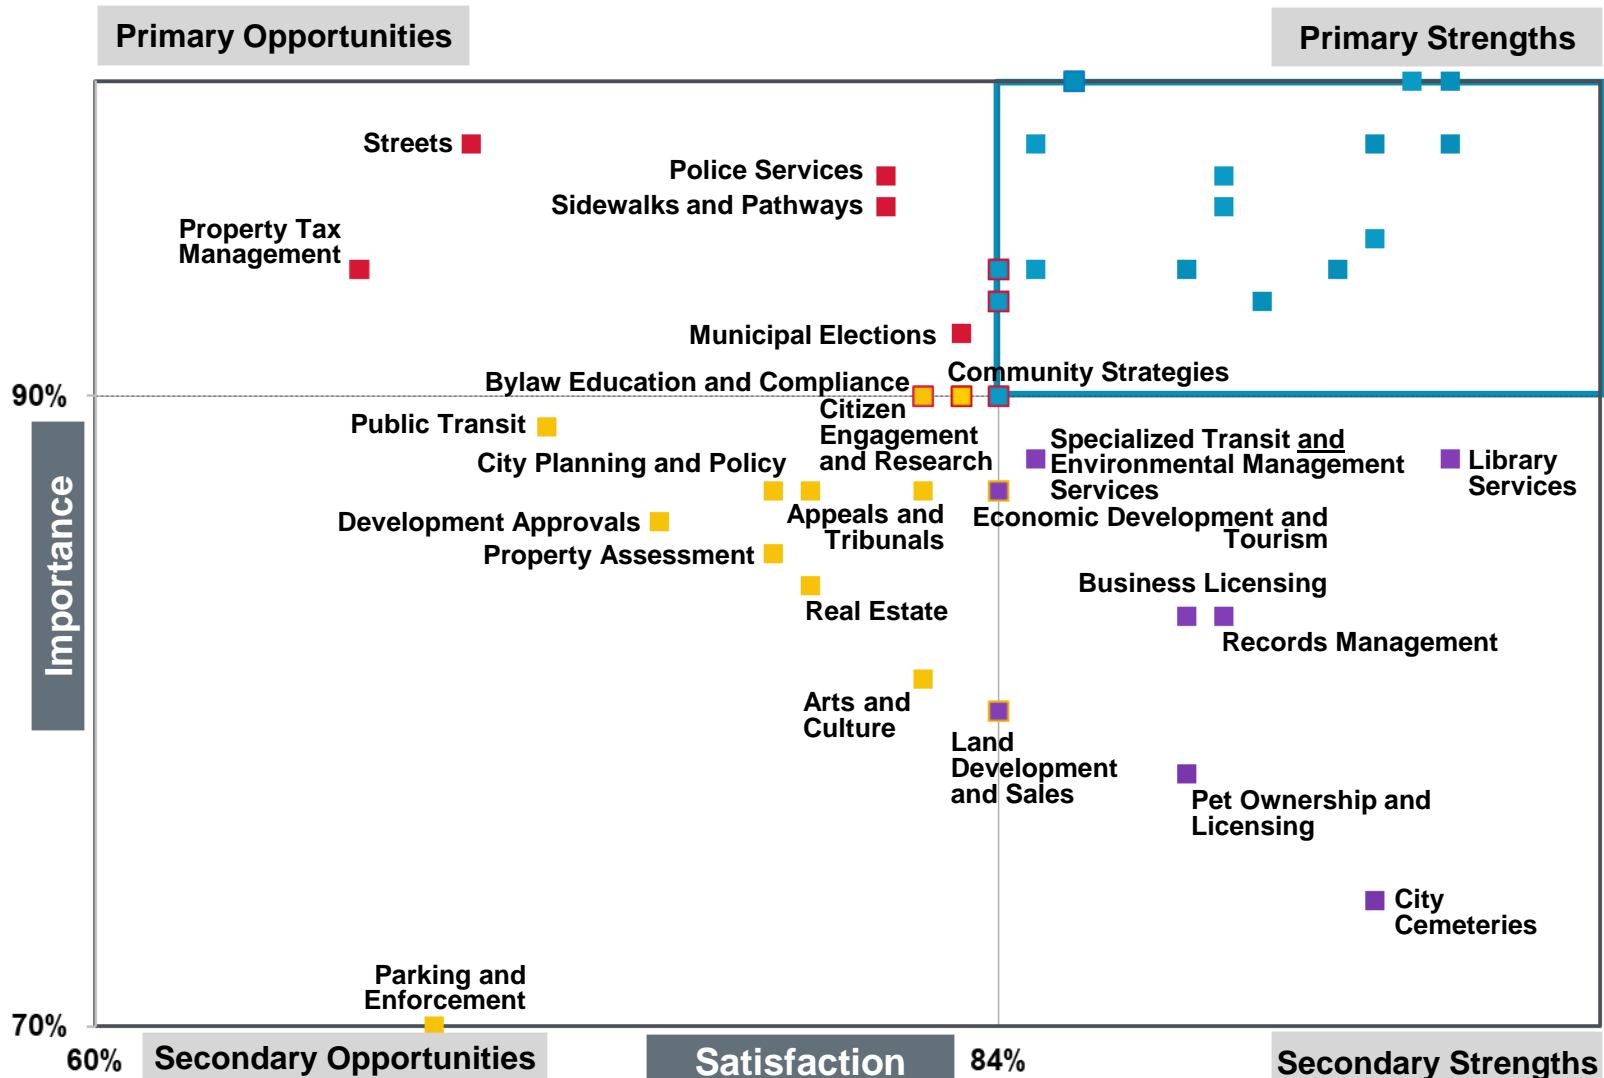 Primary Opportunities
Primary Strengths
Streets
Police Services
Sidewalks and Pathways
Property Tax
Management
Municipal Elections
Community Strategies
Bylaw Education and Compliance
90%
Citizen
Engagement
and Research
Public Transit
City Planning and Policy
Specialized Transit and
Environmental Management
Services
Library
Services
Appeals and
Tribunals
Economic Development and
Tourism
Development Approvals
Property Assessment
Business Licensing
Real Estate
Records Management
Importance
Arts and
Culture
Land
Development
and Sales
Pet Ownership and
Licensing
City
Cemeteries
Parking and
Enforcement
70%
60%
Secondary Opportunities
Satisfaction
84%
Secondary Strengths